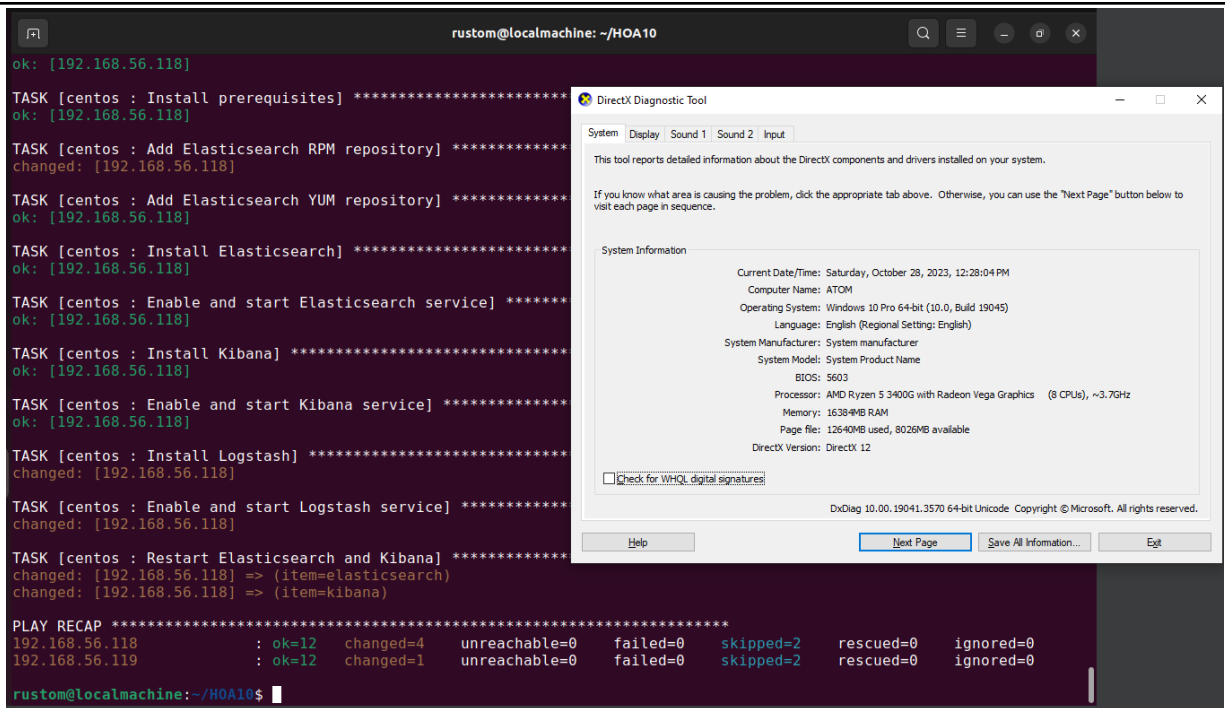 rustom@localmachine: ~/HOA10
ok: [192.168.56.118]
TASK [centos : Install prerequisites] ************************
ok: [192.168.56.118]
TASK [centos : Add Elasticsearch RPM repository] *************
changed: [192.168.56.118]
TASK [centos : Add Elasticsearch YUM repository] *************
ok: [192.168.56.118]
TASK [centos : Install Elasticsearch] ************************
ok: [192.168.56.118]
TASK [centos : Enable and start Elasticsearch service] *******
ok: [192.168.56.118]
TASK [centos : Install Kibana] *******************************
ok: [192.168.56.118]
TASK [centos : Enable and start Kibana service] **************
ok: [192.168.56.118]
TASK [centos : Install Logstash] *****************************
changed: [192.168.56.118]
TASK [centos : Enable and start Logstash service] ************
changed: [192.168.56.118]
TASK [centos : Restart Elasticsearch and Kibana] *************
changed: [192.168.56.118] => (item=elasticsearch)
changed: [192.168.56.118] => (item=kibana)
PLAY RECAP *********************************************************************
192.168.56.118 : ok=12 changed=4 unreachable=0 failed=0 skipped=2 rescued=0 ignored=0
192.168.56.119 : ok=12 changed=1 unreachable=0 failed=0 skipped=2 rescued=0 ignored=0
rustom@localmachine:~/HOA10$
DirectX Diagnostic Tool
System Display Sound 1 Sound 2 Input
This tool reports detailed information about the DirectX components and drivers installed on your system.
If you know what area is causing the problem, click the appropriate tab above. Otherwise, you can use the "Next Page" button below to
visit each page in sequence.
System Information
Current Date/Time: Saturday, October 28, 2023, 12:28:04 PM
Computer Name: ATOM
Operating System: Windows 10 Pro 64-bit (10.0, Build 19045)
Language: English (Regional Setting: English)
System Manufacturer: System manufacturer
System Model: System Product Name
BIOS: 5603
Processor: AMD Ryzen 5 3400G with Radeon Vega Graphics (8 CPUs), ~3.7GHz
Memory: 16384MB RAM
Page file: 12640MB used, 8026MB available
DirectX Version: DirectX 12
Check for WHQL digital signatures
DxDiag 10.00.19041.3570 64-bit Unicode Copyright © Microsoft. All rights reserved.
Help Next Page Save All Information... Exit